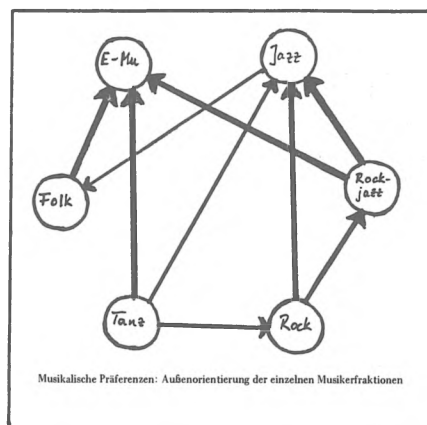 E-Mu
Jazz
Folk
Rock-
jazz
Tanz
Rock
Musikalische Präferenzen: Außenorientierung der einzelnen Musikerfraktionen